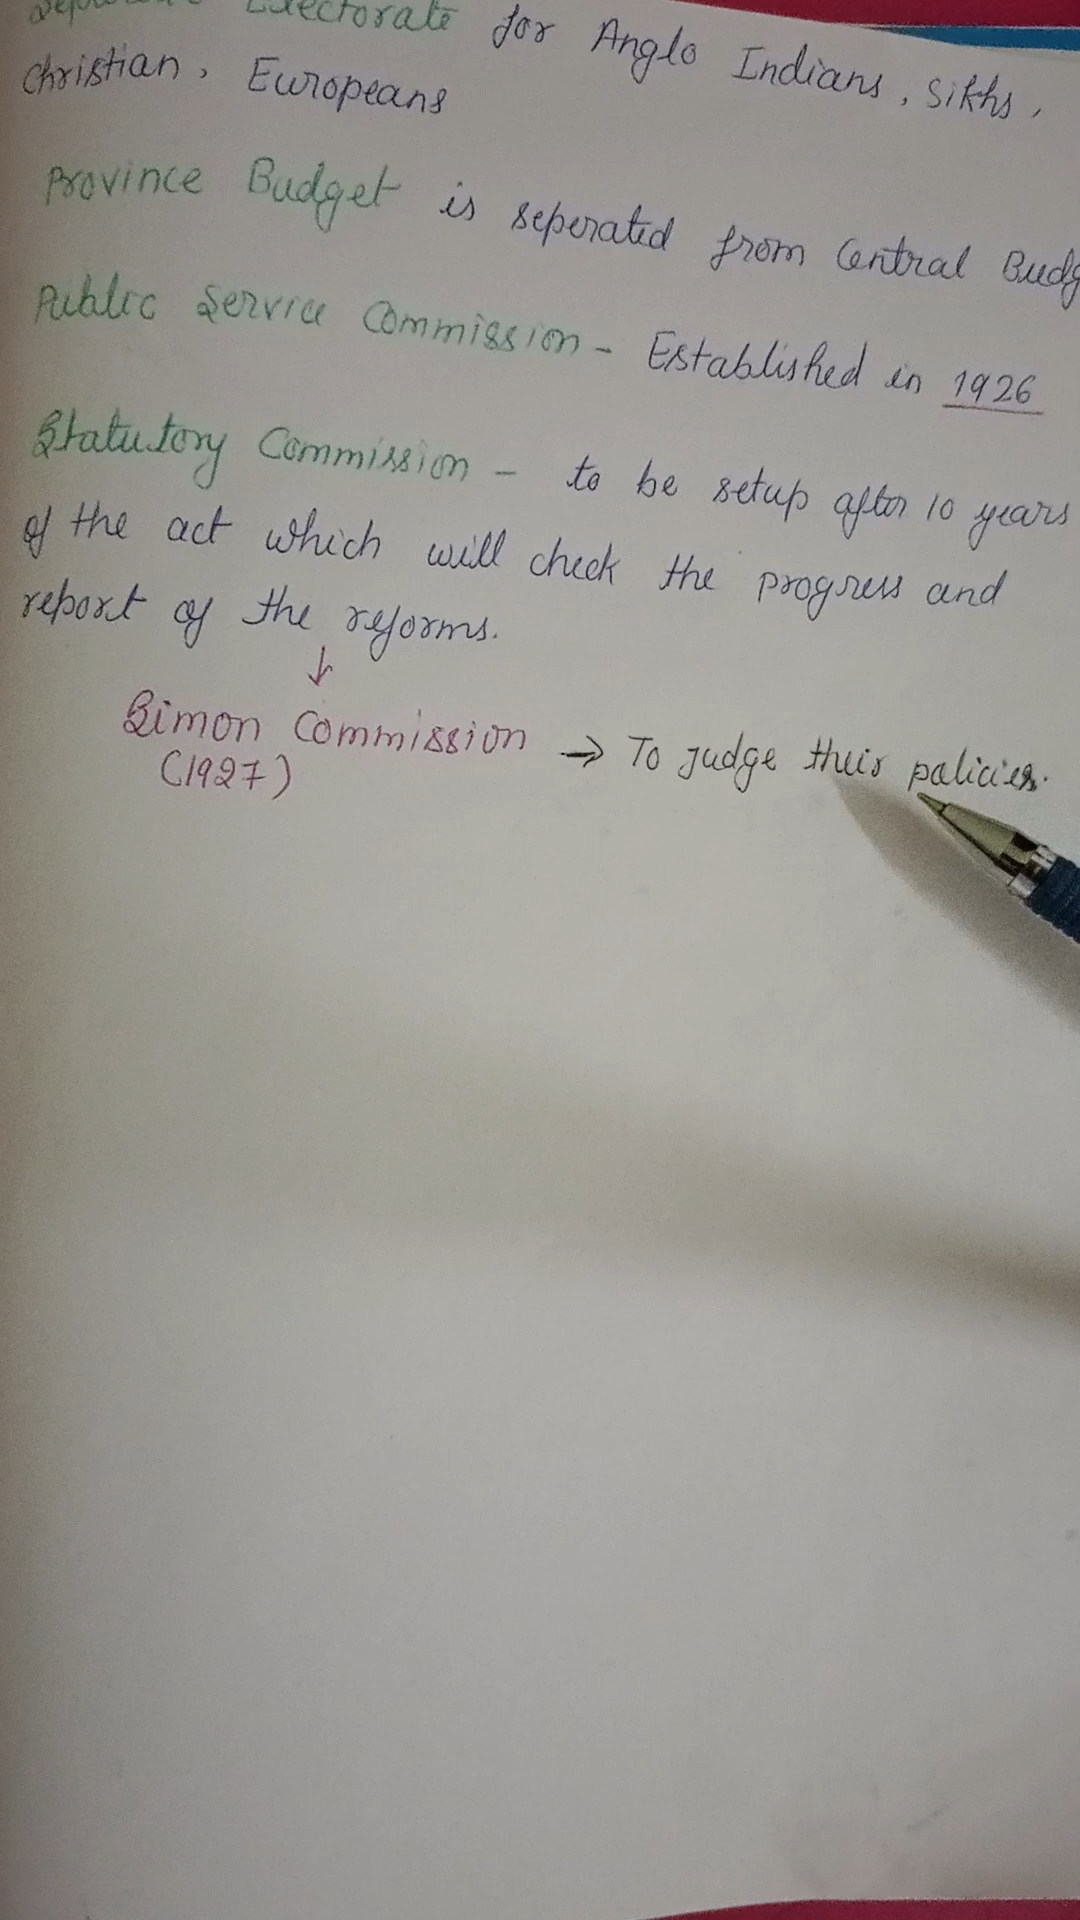 Separate Electorate for Anglo Indians, Sikhs,
Christian, Europeans
Province Budget is seperated from Central Budg
Public Service Commission - Established in 1926
Statutory Commission - to be setup after 10 years
of the act which will check the progress and
report of the reforms.
↓
Simon Commission → To judge their policies.
(1927)